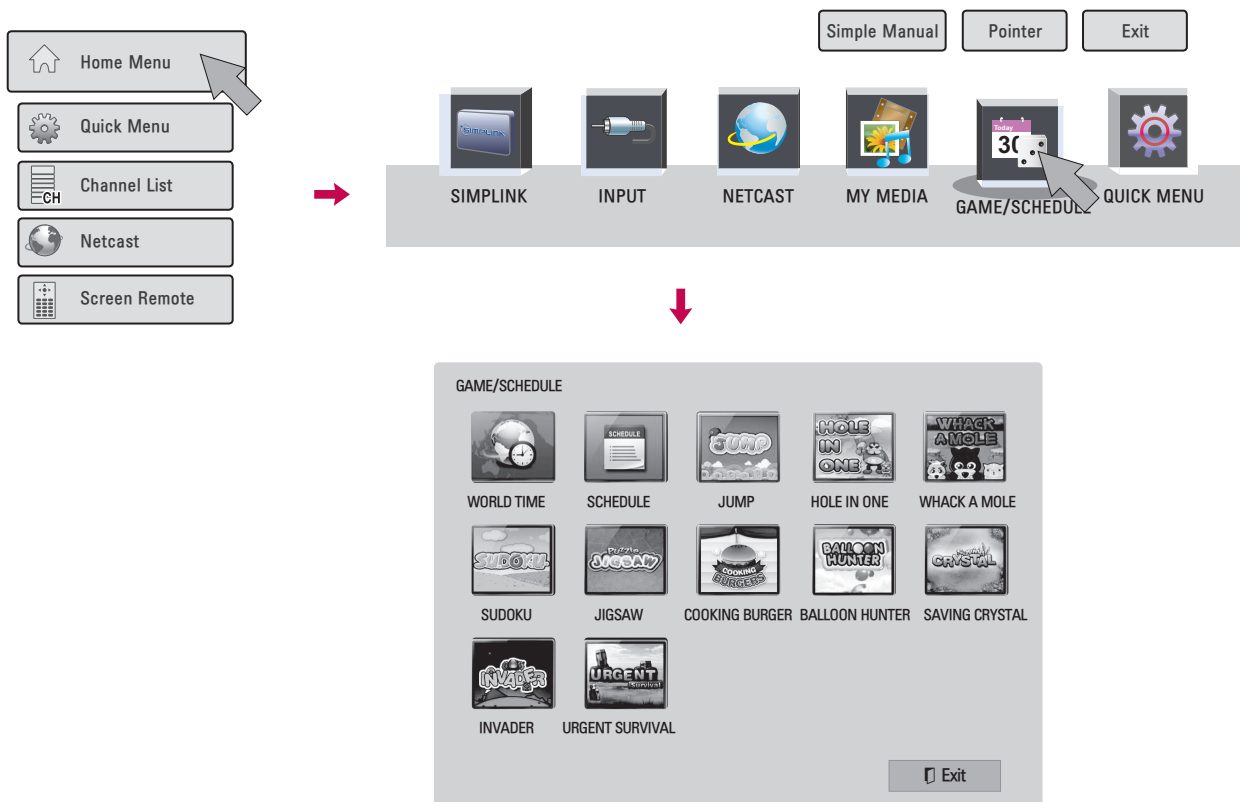 Simple Manual Pointer Exit
Home Menu
Quick Menu
CH Channel List
Netcast
Screen Remote
SIMPLINK
Today
30
SIMPLINK INPUT NETCAST MY MEDIA GAME/SCHEDULE QUICK MENU
GAME/SCHEDULE
SCHEDULE
JUMP
HOLE IN ONE
WHACK A MOLE
WORLD TIME SCHEDULE JUMP HOLE IN ONE WHACK A MOLE
SUDOKU
Puzzle JIGSAW
COOKING BURGERS
BALLOON HUNTER
CRYSTAL
SUDOKU JIGSAW COOKING BURGER BALLOON HUNTER SAVING CRYSTAL
INVADER
URGENT Survival
INVADER URGENT SURVIVAL
Exit